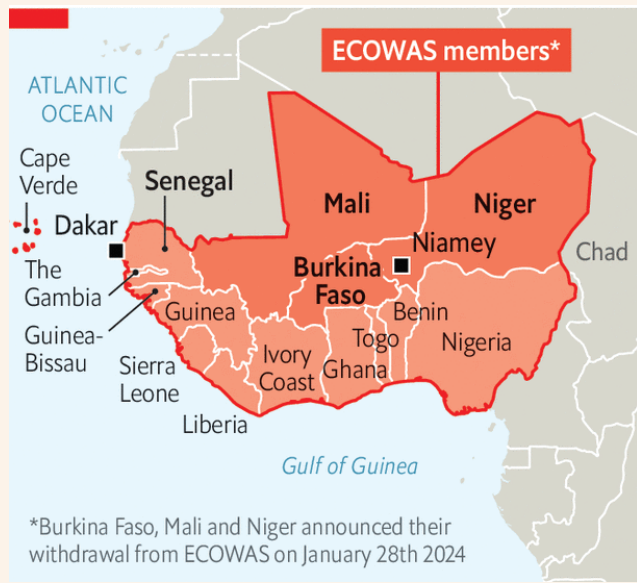 ECOWAS members*
ATLANTIC
OCEAN
Cape
Verde
Senegal
Mali
Niger
Dakar
Niamey
Chad
The
Gambia
Burkina
Faso
Guinea-
Bissau
Guinea
Benin
Togo
Nigeria
Sierra
Leone
Ivory
Coast
Ghana
Liberia
Gulf of Guinea
*Burkina Faso, Mali and Niger announced their
withdrawal from ECOWAS on January 28th 2024